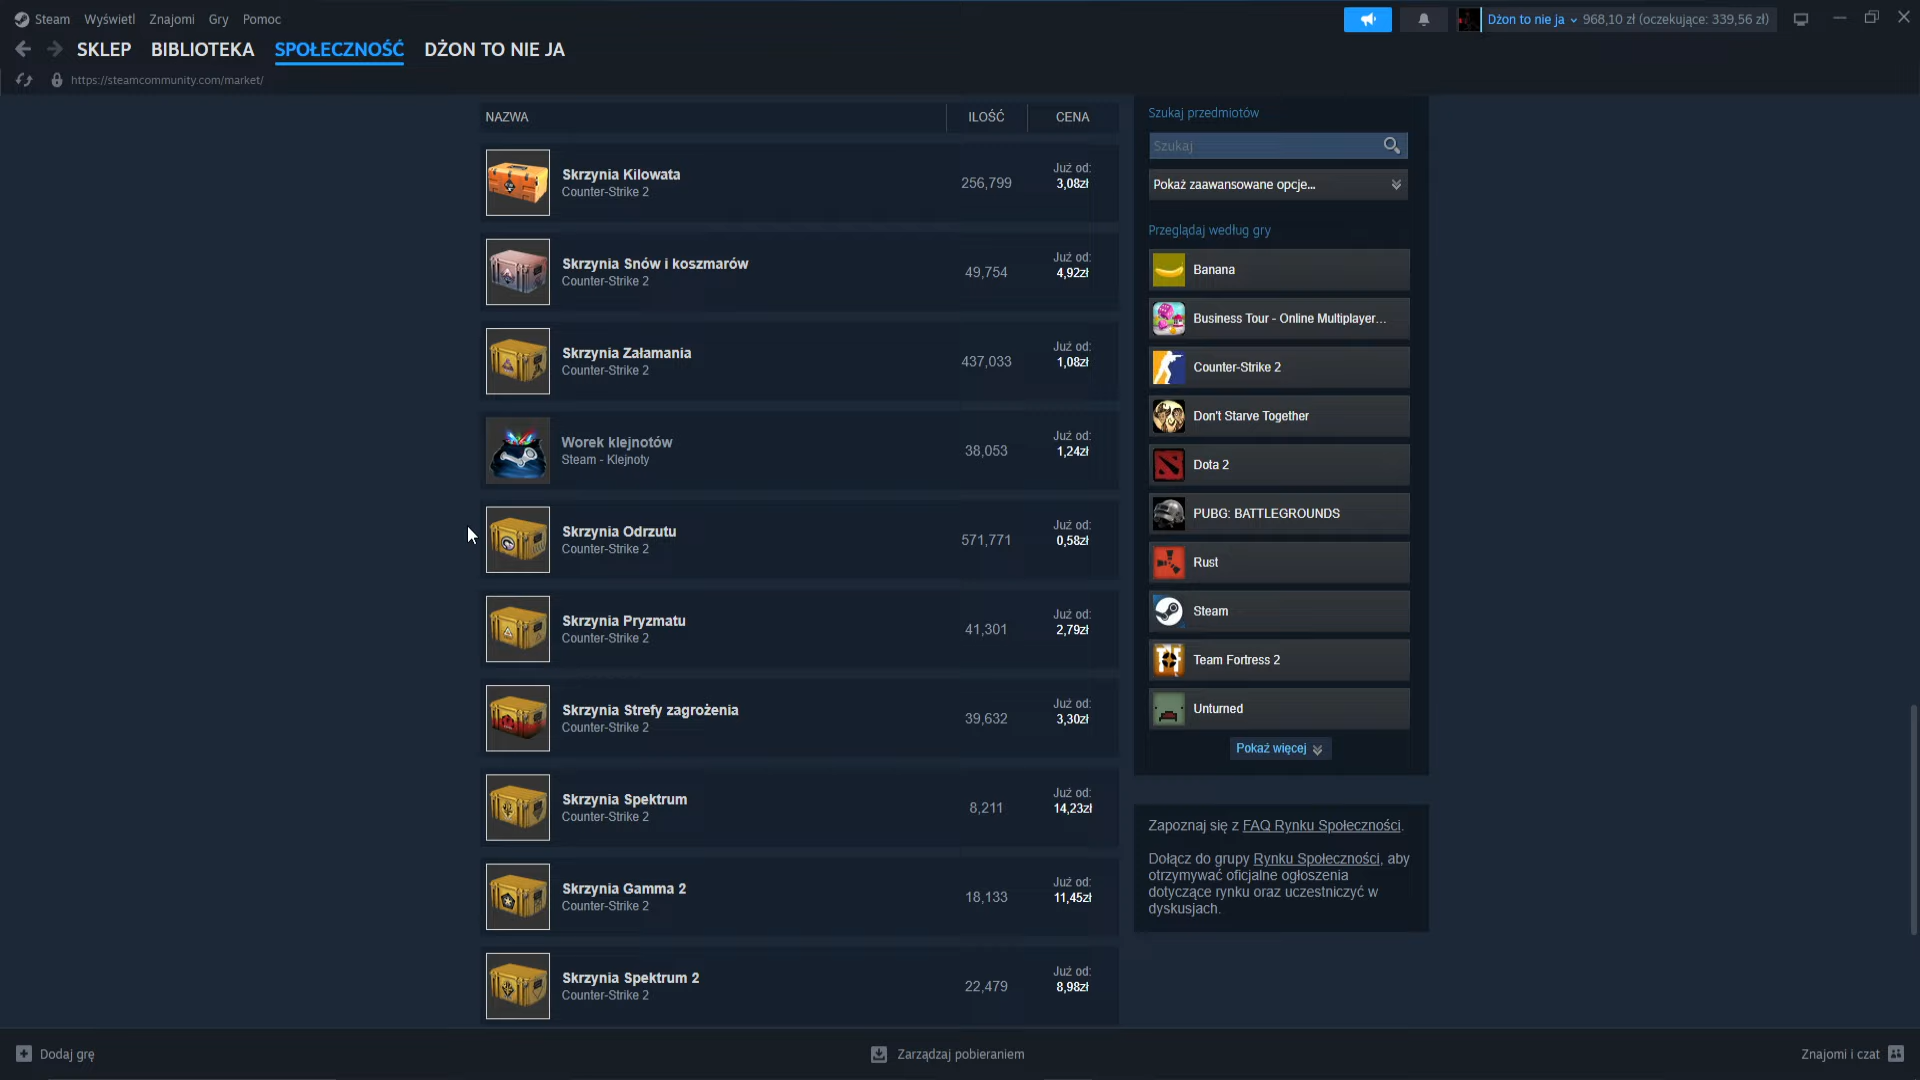 Steam Wyświetl Znajomi Gry Pomoc
Dżon to nie ja 968,10 zł (oczekujące: 339,56 zł)
SKLEP BIBLIOTEKA SPOŁECZNOŚĆ DŻON TO NIE JA
https://steamcommunity.com/market/
NAZWA ILOŚĆ CENA
Skrzynia Kilowata
Counter-Strike 2
256,799
Już od:
3,08zł
Skrzynia Snów i koszmarów
Counter-Strike 2
49,754
Już od:
4,92zł
Skrzynia Załamania
Counter-Strike 2
437,033
Już od:
1,08zł
Worek klejnotów
Steam - Klejnoty
38,053
Już od:
1,24zł
Skrzynia Odrzutu
Counter-Strike 2
571,771
Już od:
0,58zł
Skrzynia Pryzmatu
Counter-Strike 2
41,301
Już od:
2,79zł
Skrzynia Strefy zagrożenia
Counter-Strike 2
39,632
Już od:
3,30zł
Skrzynia Spektrum
Counter-Strike 2
8,211
Już od:
14,23zł
Skrzynia Gamma 2
Counter-Strike 2
18,133
Już od:
11,45zł
Skrzynia Spektrum 2
Counter-Strike 2
22,479
Już od:
8,98zł
Szukaj przedmiotów
Szukaj
Pokaż zaawansowane opcje...
Przeglądaj według gry
Banana
Business Tour - Online Multiplayer...
Counter-Strike 2
Don't Starve Together
Dota 2
PUBG: BATTLEGROUNDS
Rust
Steam
Team Fortress 2
Unturned
Pokaż więcej
Zapoznaj się z FAQ Rynku Społeczności.
Dołącz do grupy Rynku Społeczności, aby
otrzymywać oficjalne ogłoszenia
dotyczące rynku oraz uczestniczyć w
dyskusjach.
Dodaj grę
Zarządzaj pobieraniem
Znajomi i czat